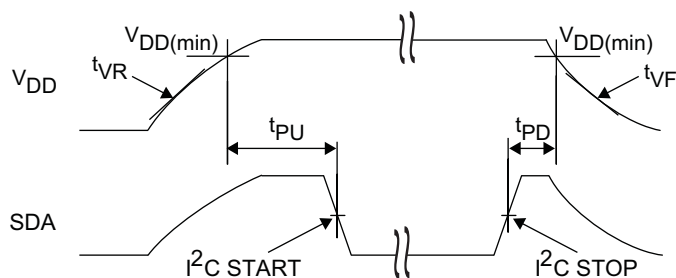 VDD(min) VDD(min)
tVR tVF
VDD
tPU tPD
SDA
I2C START I2C STOP